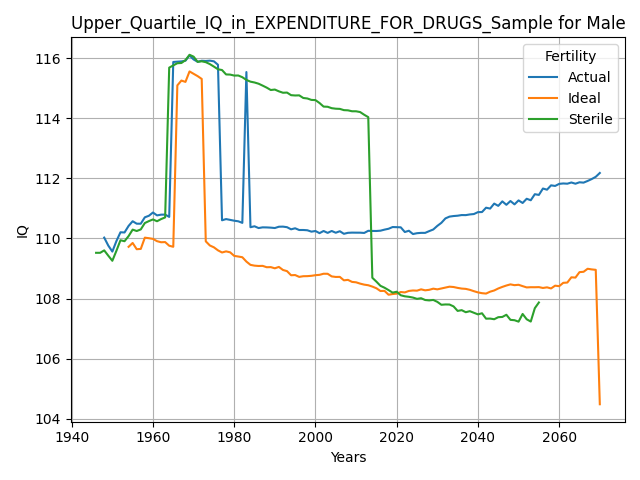 Upper_Quartile_IQ_in_EXPENDITURE_FOR_DRUGS_Sample for Male
Fertility
Actual
Ideal
Sterile
IQ
116
114
112
110
108
106
104
1940 1960 1980 2000 2020 2040 2060
Years